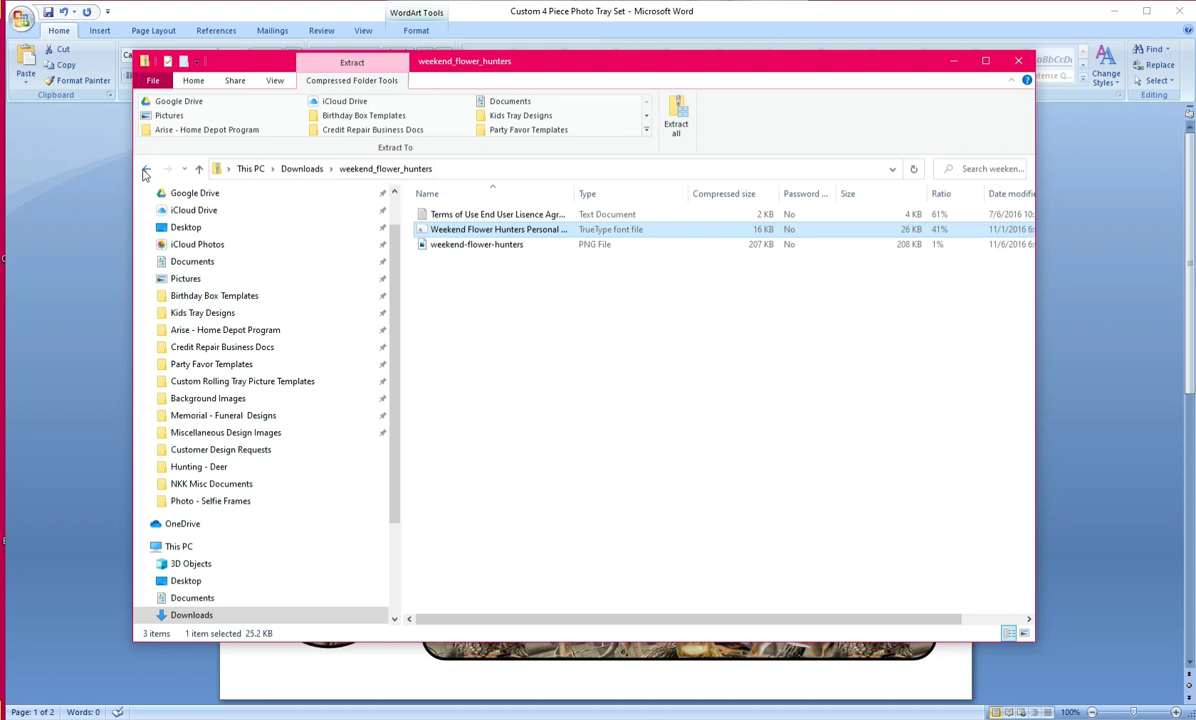 WordArt Tools
Custom 4 Piece Photo Tray Set - Microsoft Word
Home
Insert
Page Layout
References
Mailings
Review
View
Format
Paste
Cut
Copy
Format Painter
Clipboard
Change
Styles
Find
Replace
Select
Editing
Extract
weekend_flower_hunters
File
Home
Share
View
Compressed Folder Tools
Google Drive
iCloud Drive
Documents
Pictures
Birthday Box Templates
Kids Tray Designs
Arise - Home Depot Program
Credit Repair Business Docs
Party Favor Templates
Extract To
Extract
all
This PC > Downloads > weekend_flower_hunters
Search weeken...
Name
Type
Compressed size
Password ...
Size
Ratio
Date modifi
Terms of Use End User Lisence Agr... Text Document 2 KB No 4 KB 61% 7/6/2016 10:
Weekend Flower Hunters Personal ... TrueType font file 16 KB No 26 KB 41% 11/1/2016 6:
weekend-flower-hunters PNG File 207 KB No 208 KB 1% 11/6/2016 6:
Google Drive
iCloud Drive
Desktop
iCloud Photos
Documents
Pictures
Birthday Box Templates
Kids Tray Designs
Arise - Home Depot Program
Credit Repair Business Docs
Party Favor Templates
Custom Rolling Tray Picture Templates
Background Images
Memorial - Funeral Designs
Miscellaneous Design Images
Customer Design Requests
Hunting - Deer
NKK Misc Documents
Photo - Selfie Frames
OneDrive
This PC
3D Objects
Desktop
Documents
Downloads
3 items
1 item selected 25.2 KB
Page: 1 of 2
Words: 0
100%